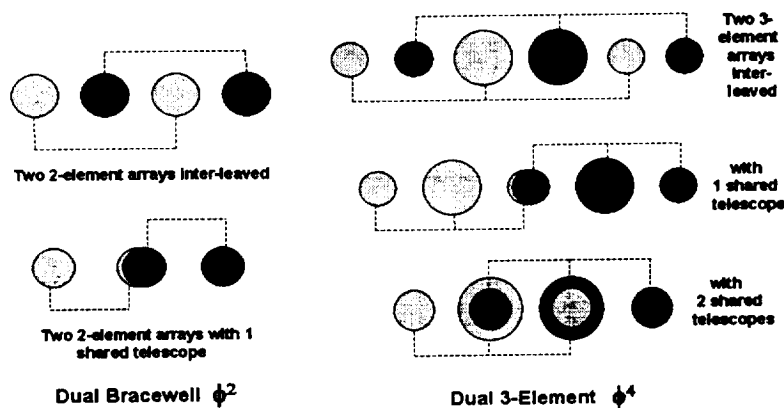 Two 2-element arrays inter-leaved
Two 2-element arrays with 1
shared telescope
Dual Bracewell ϕ²
Two 3-
element
arrays
inter-
leaved
with
1 shared
telescope
with
2 shared
telescopes
Dual 3-Element ϕ⁴